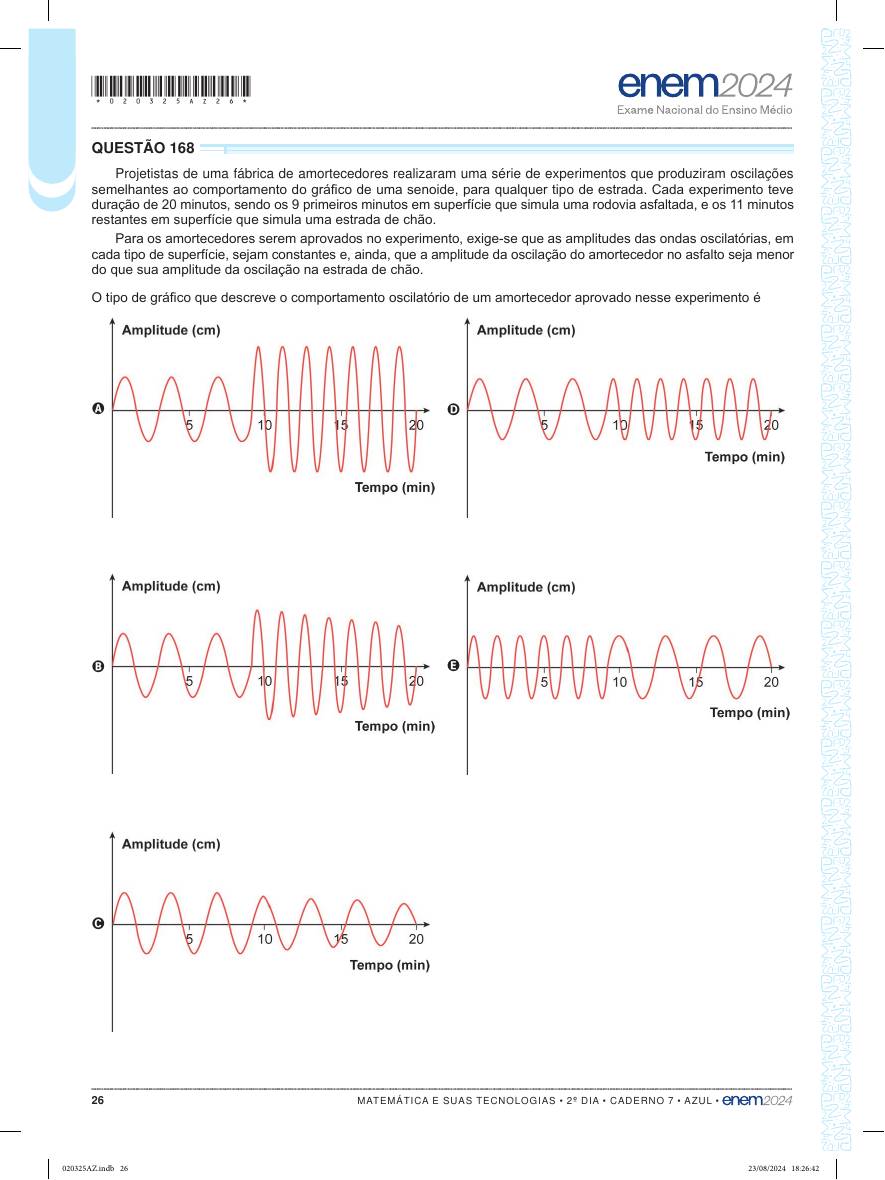 *020325AZ26*
enem2024
Exame Nacional do Ensino Médio
QUESTÃO 168
Projetistas de uma fábrica de amortecedores realizaram uma série de experimentos que produziram oscilações
semelhantes ao comportamento do gráfico de uma senoide, para qualquer tipo de estrada. Cada experimento teve
duração de 20 minutos, sendo os 9 primeiros minutos em superfície que simula uma rodovia asfaltada, e os 11 minutos
restantes em superfície que simula uma estrada de chão.
Para os amortecedores serem aprovados no experimento, exige-se que as amplitudes das ondas oscilatórias, em
cada tipo de superfície, sejam constantes e, ainda, que a amplitude da oscilação do amortecedor no asfalto seja menor
do que sua amplitude da oscilação na estrada de chão.
O tipo de gráfico que descreve o comportamento oscilatório de um amortecedor aprovado nesse experimento é
Amplitude (cm)
A
5 10 15 20
Tempo (min)
Amplitude (cm)
D
5 10 15 20
Tempo (min)
Amplitude (cm)
B
5 10 15 20
Tempo (min)
Amplitude (cm)
E
5 10 15 20
Tempo (min)
Amplitude (cm)
C
5 10 15 20
Tempo (min)
26
MATEMÁTICA E SUAS TECNOLOGIAS • 2º DIA • CADERNO 7 • AZUL • enem2024
020325AZ.indb 26
23/08/2024 18:26:42